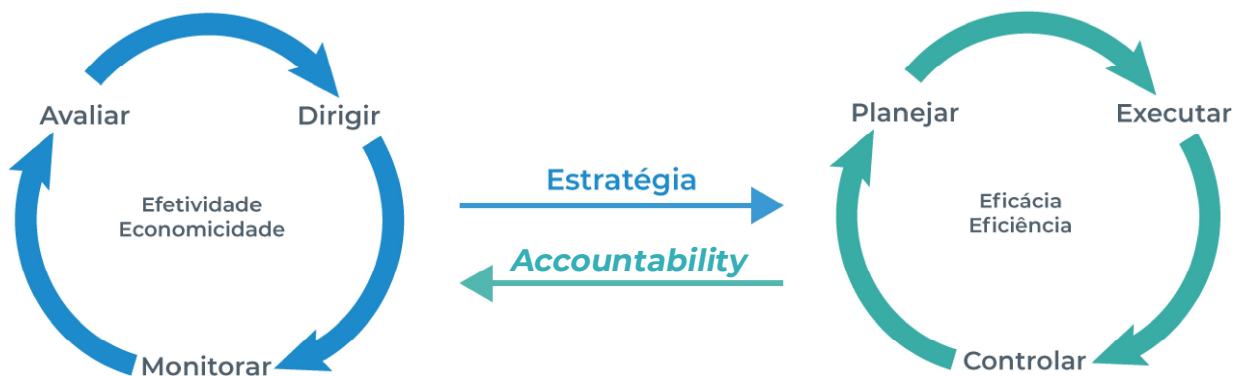 Avaliar
Dirigir
Efetividade
Economicidade
Monitorar
Estratégia
Accountability
Planejar
Executar
Eficácia
Eficiência
Controlar